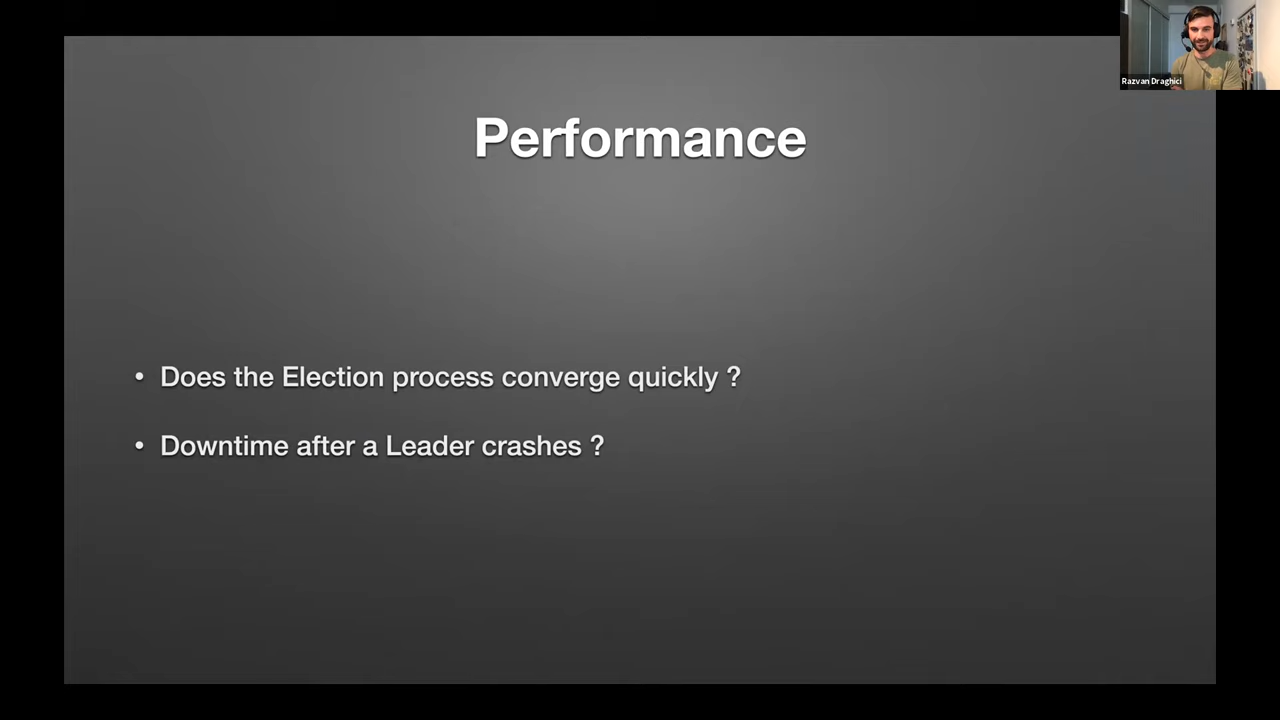 Razvan Draghici
Performance
• Does the Election process converge quickly ?
• Downtime after a Leader crashes ?